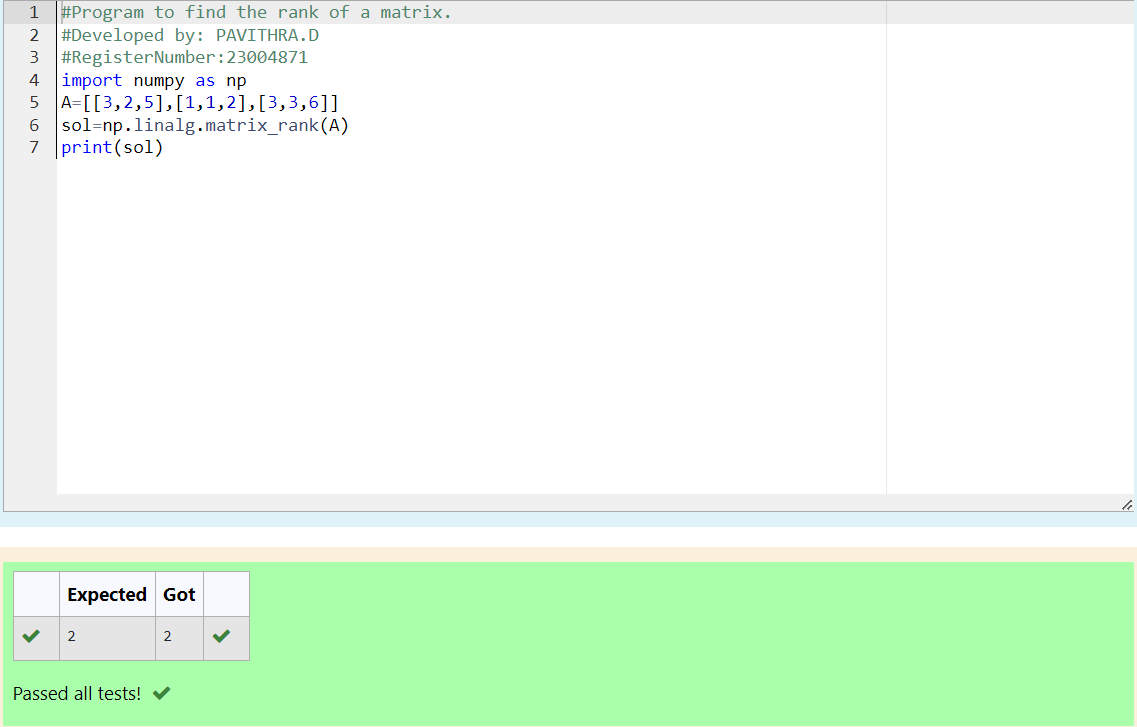 1 #Program to find the rank of a matrix.
2 #Developed by: PAVITHRA.D
3 #RegisterNumber:23004871
4 import numpy as np
5 A=[[3,2,5],[1,1,2],[3,3,6]]
6 sol=np.linalg.matrix_rank(A)
7 print(sol)
Expected Got
2 2
Passed all tests!